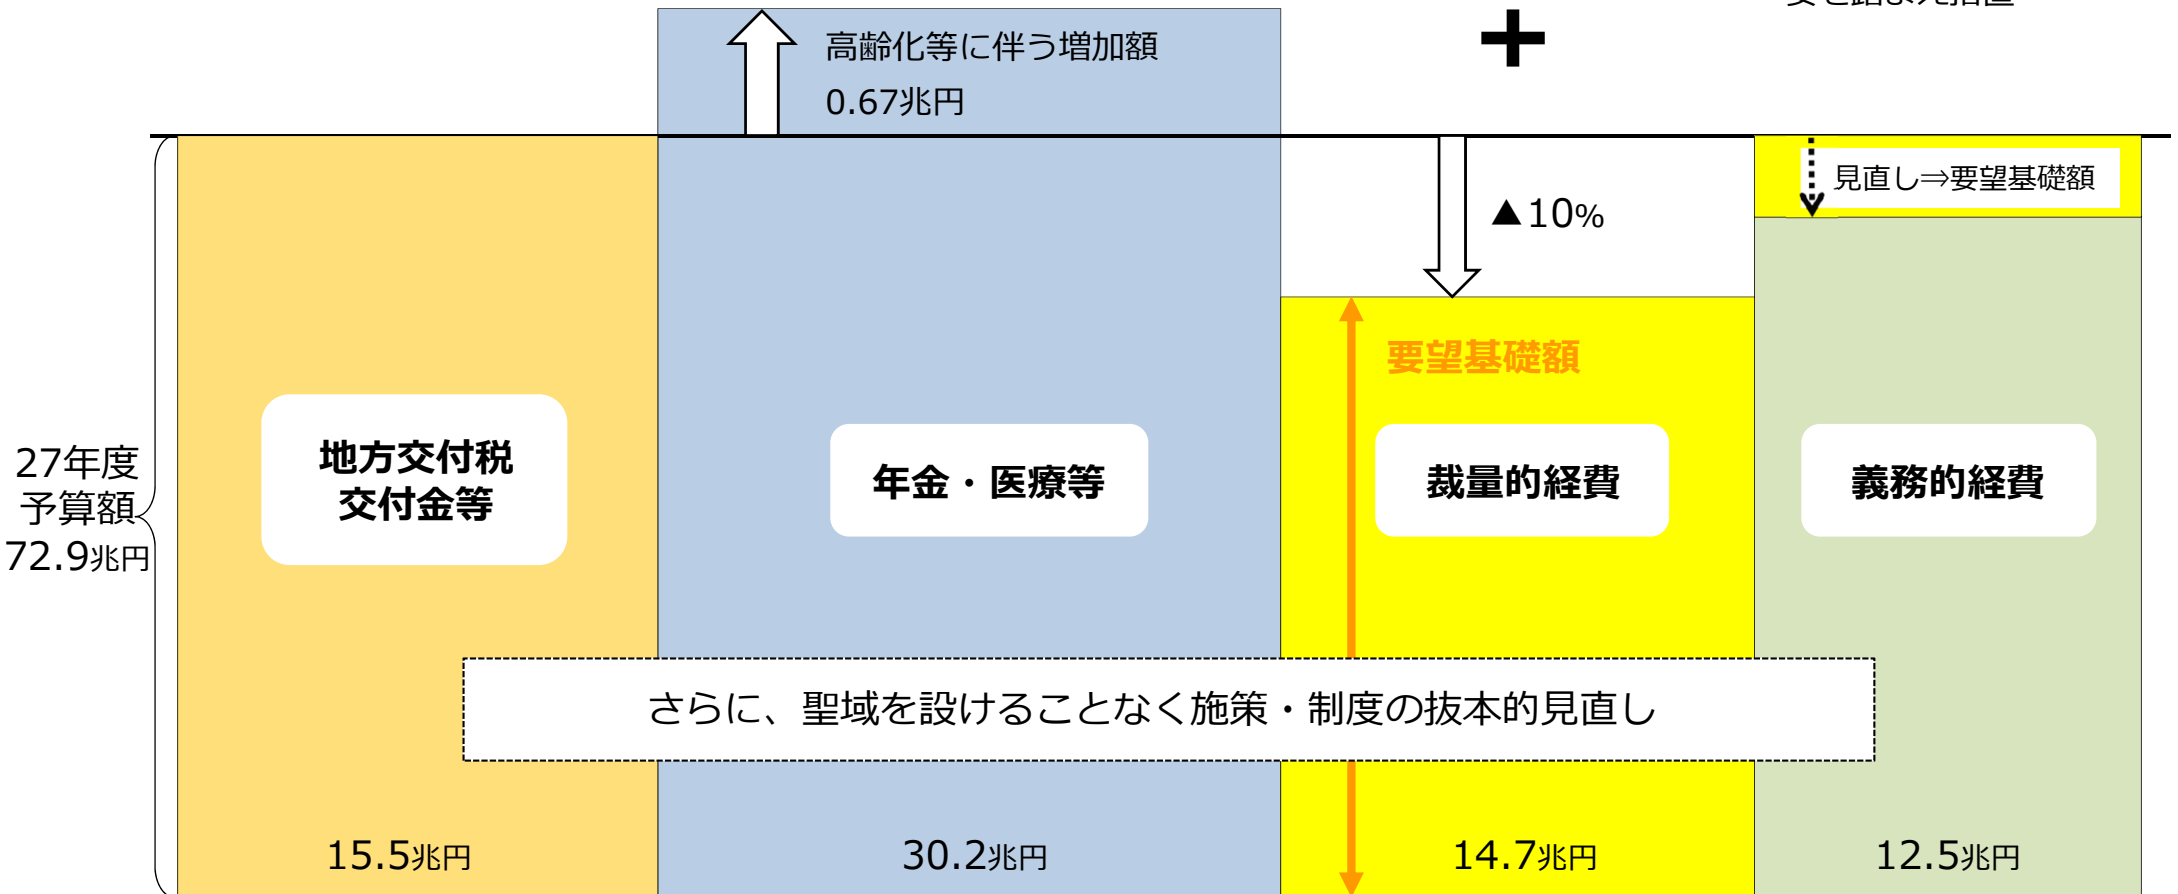 高齢化等に伴う増加額
0.67兆円
+
見直し⇒要望基礎額
▲10%
要望基礎額
27年度
予算額
72.9兆円
地方交付税
交付金等
年金・医療等
裁量的経費
義務的経費
さらに、聖域を設けることなく施策・制度の抜本的見直し
15.5兆円
30.2兆円
14.7兆円
12.5兆円